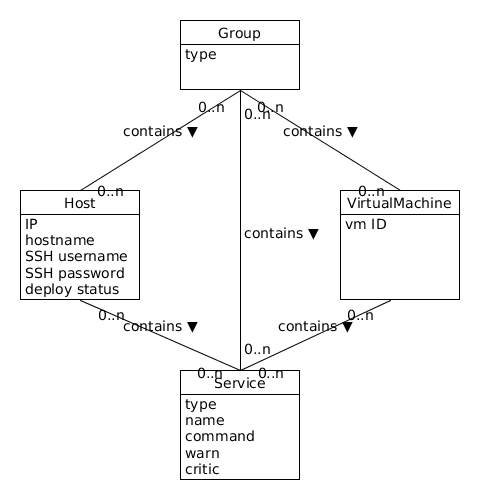 Group
type
0..n 0..n
0..n
contains ▼ contains ▼
0..n 0..n
Host VirtualMachine
IP vm ID
hostname
contains ▼
SSH username
SSH password
deploy status
0..n 0..n
contains ▼ contains ▼
0..n
0..n 0..n
Service
type
name
command
warn
critic